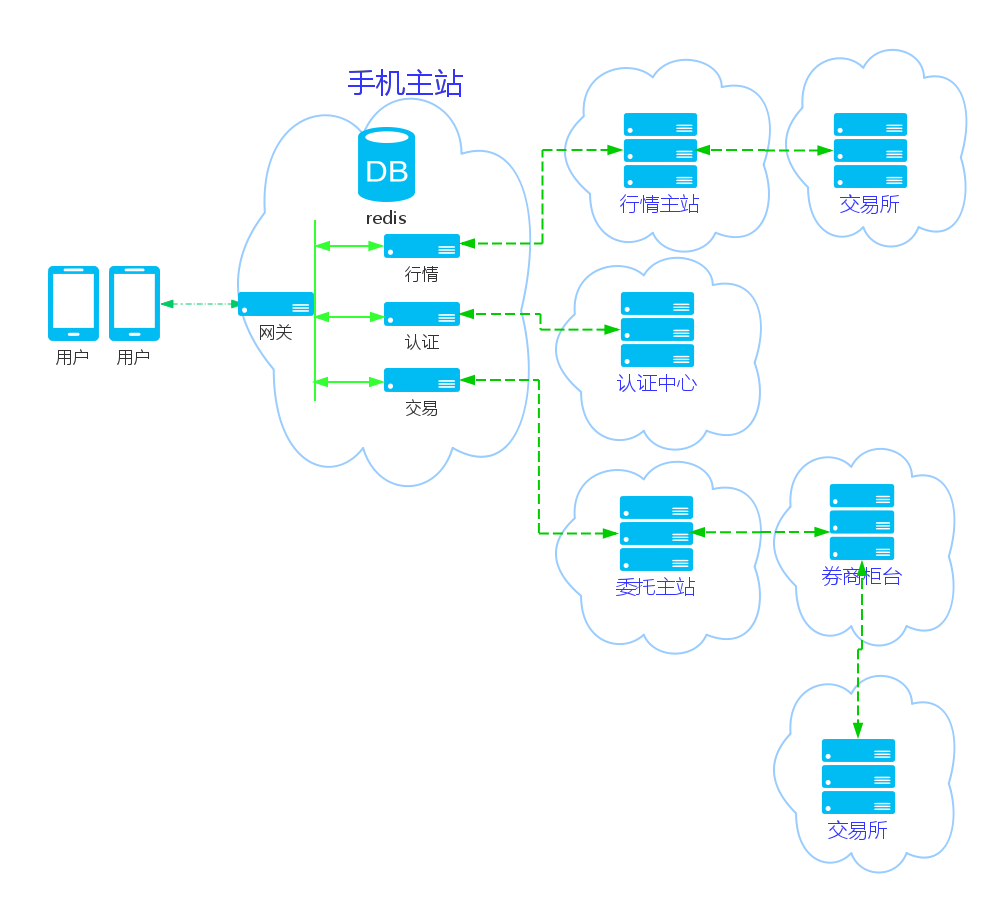 手机主站
DB
redis
行情
网关
认证
交易
用户
用户
行情主站
交易所
认证中心
委托主站
券商柜台
交易所